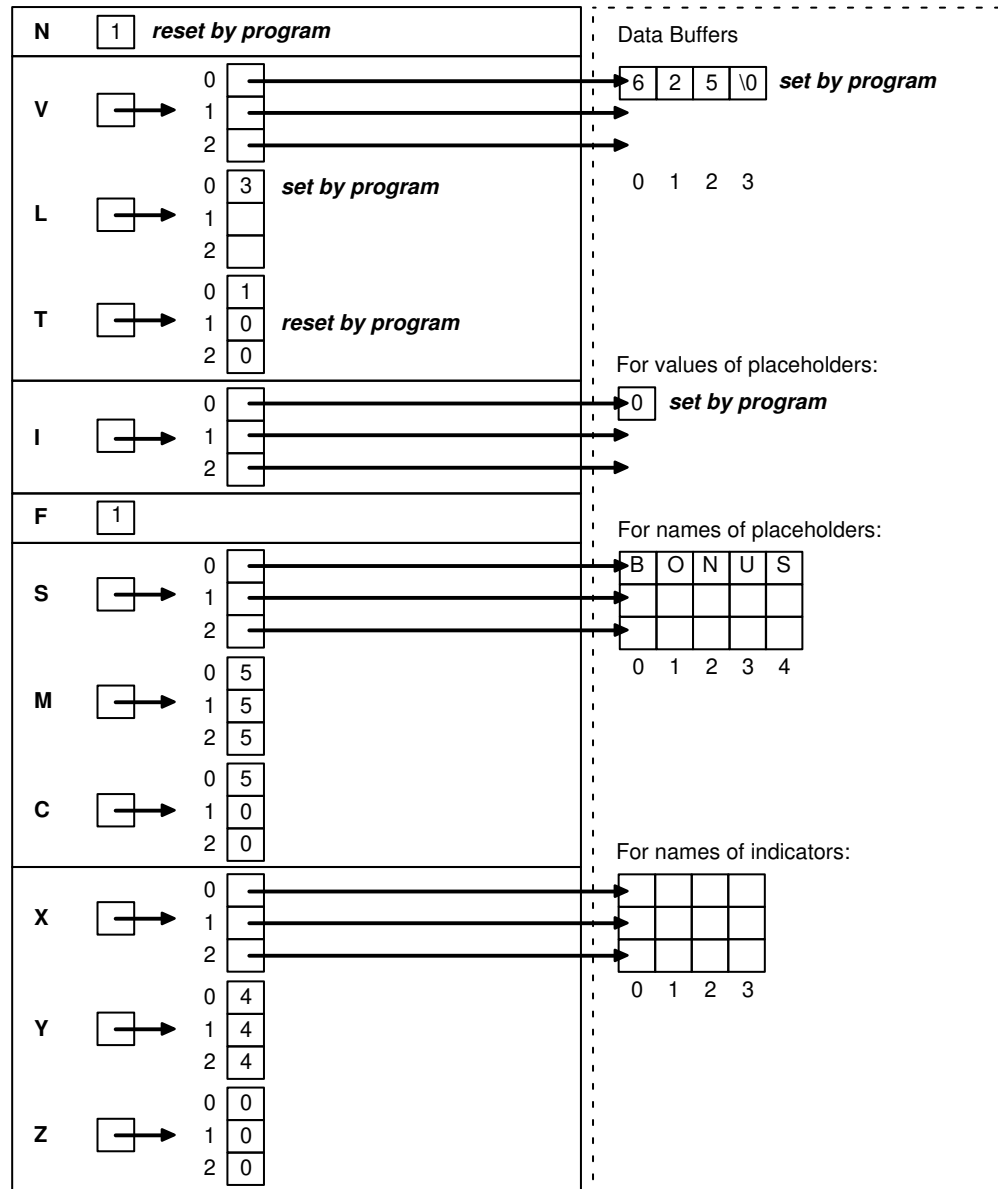 N 1 reset by program
Data Buffers
0 6 2 5 \0 set by program
V 1
2
0 1 2 3
0 3 set by program
L 1
2
0 1
T 1 0 reset by program
2 0
For values of placeholders:
0 0 set by program
I 1
2
F 1
For names of placeholders:
0 B O N U S
S 1
2
0 1 2 3 4
0 5
M 1 5
2 5
0 5
C 1 0
2 0
For names of indicators:
0
X 1
2
0 1 2 3
0 4
Y 1 4
2 4
0 0
Z 1 0
2 0